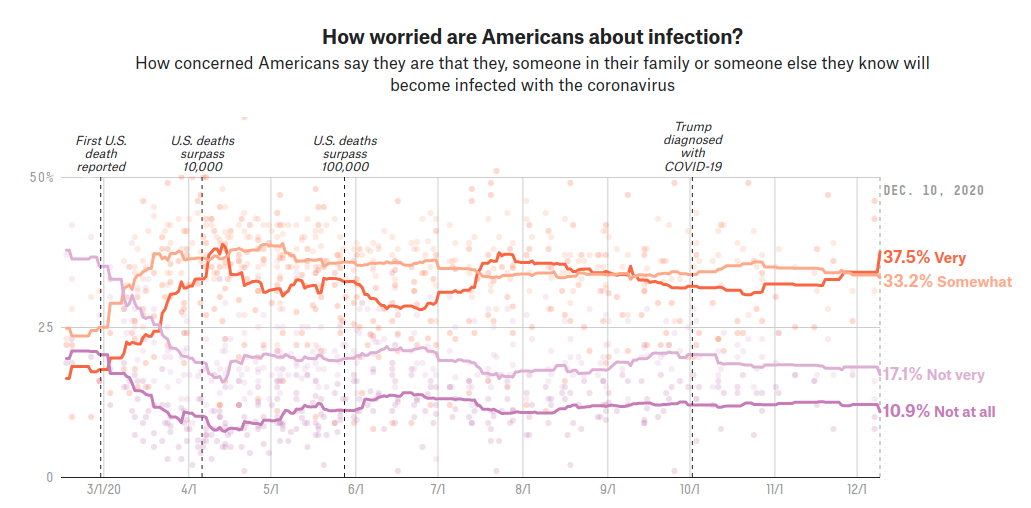 How worried are Americans about infection?
How concerned Americans say they are that they, someone in their family or someone else they know will
become infected with the coronavirus
First U.S.
death
reported
U.S. deaths
surpass
10,000
U.S. deaths
surpass
100,000
Trump
diagnosed
with
COVID-19
50%
DEC. 10, 2020
37.5% Very
33.2% Somewhat
25
17.1% Not very
10.9% Not at all
0
3/1/20
4/1
5/1
6/1
7/1
8/1
9/1
10/1
11/1
12/1